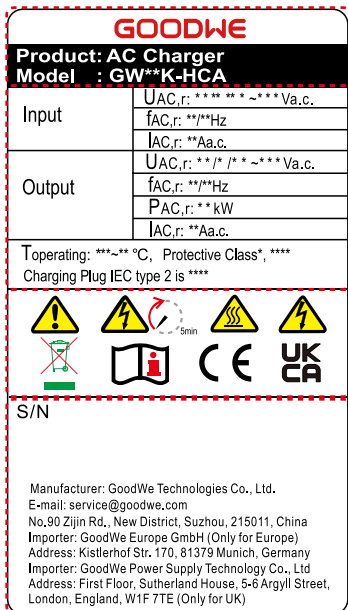 GOODWE
Product: AC Charger
Model : GW**K-HCA
Input
UAC,r: **** ** * ~*** Va.c.
fAC,r: **/**Hz
IAC,r: **Aa.c.
Output
UAC,r: **/* /* * ~*** Va.c.
fAC,r: **/**Hz
PAC,r: ** kW
IAC,r: **Aa.c.
Toperating: ***~** °C, Protective Class*, ****
Charging Plug IEC type 2 is ****
5min
CE
UK
CA
S/N
Manufacturer: GoodWe Technologies Co., Ltd.
E-mail: service@goodwe.com
No.90 Zijin Rd., New District, Suzhou, 215011, China
Importer: GoodWe Europe GmbH (Only for Europe)
Address: Kistlerhof Str. 170, 81379 Munich, Germany
Importer: GoodWe Power Supply Technology Co., Ltd
Address: First Floor, Sutherland House, 5-6 Argyll Street,
London, England, W1F 7TE (Only for UK)